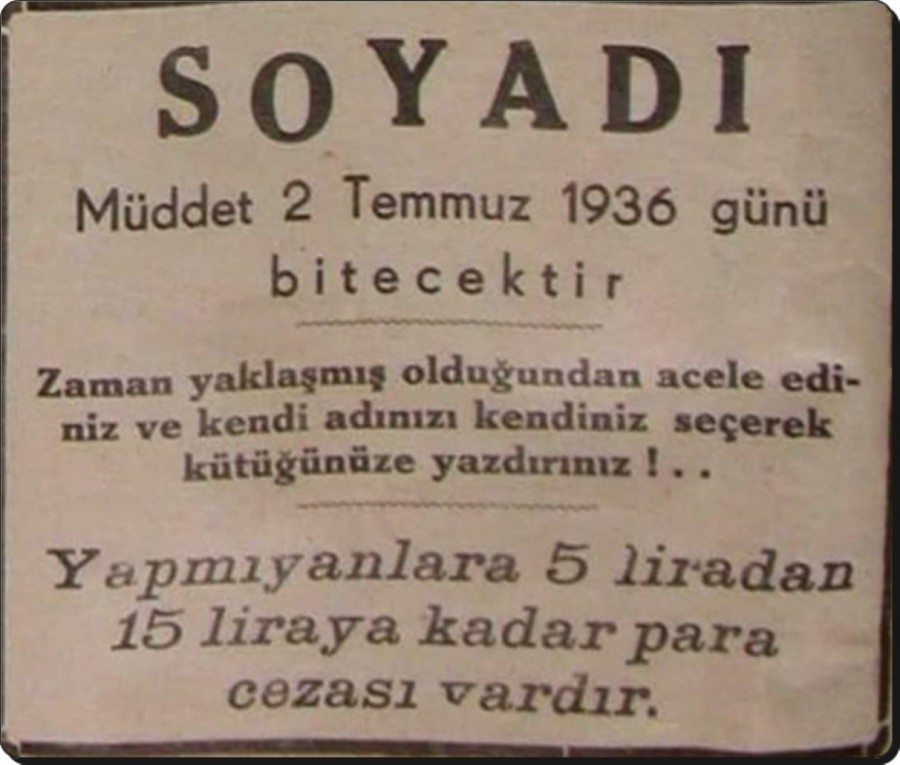 SOYADI
Müddet 2 Temmuz 1936 günü
bitecektir
Zaman yaklaşmış olduğundan acele edi-
niz ve kendi adınızı kendiniz seçerek
kütüğünüze yazdırınız ! . .
Yapmıyanlara 5 liradan
15 liraya kadar para
cezası vardır.